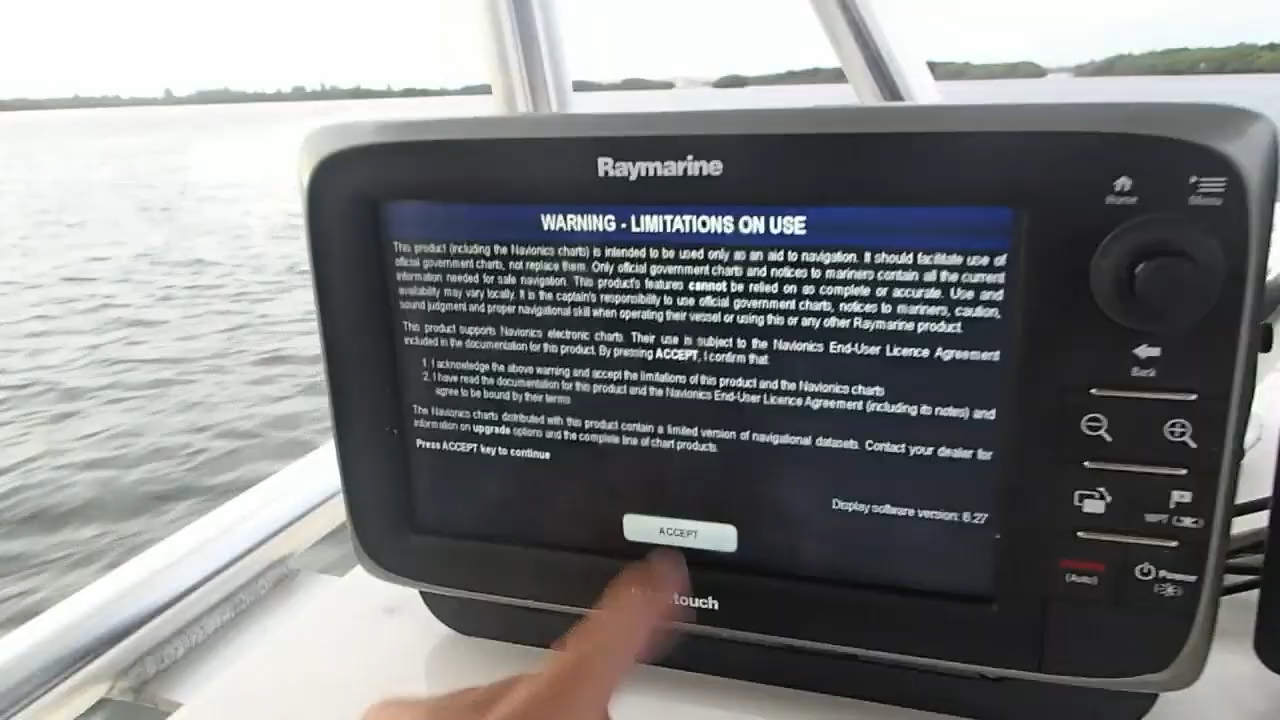 Raymarine
Home
Menu
WARNING - LIMITATIONS ON USE
This product (including the Navionics charts) is intended to be used only as an aid to navigation. It should facilitate use of
official government charts, not replace them. Only official government charts and notices to mariners contain all the current
information needed for safe navigation. This product's features cannot be relied on as complete or accurate. Use and
availability may vary locally. It is the captain's responsibility to use official government charts, notices to mariners, caution,
sound judgment and proper navigational skill when operating their vessel or using this or any other Raymarine product.
This product supports Navionics electronic charts. Their use is subject to the Navionics End-User Licence Agreement
included in the documentation for this product. By pressing ACCEPT, I confirm that:
1. I acknowledge the above warning and accept the limitations of this product and the Navionics charts
2. I have read the documentation for this product and the Navionics End-User Licence Agreement (including its notes) and
agree to be bound by their terms
The Navionics charts distributed with this product contain a limited version of navigational datasets. Contact your dealer for
information on upgrade options and the complete line of chart products.
Press ACCEPT key to continue
Display software version: 6.27
ACCEPT
Back
WPT
(Auto)
Power
touch